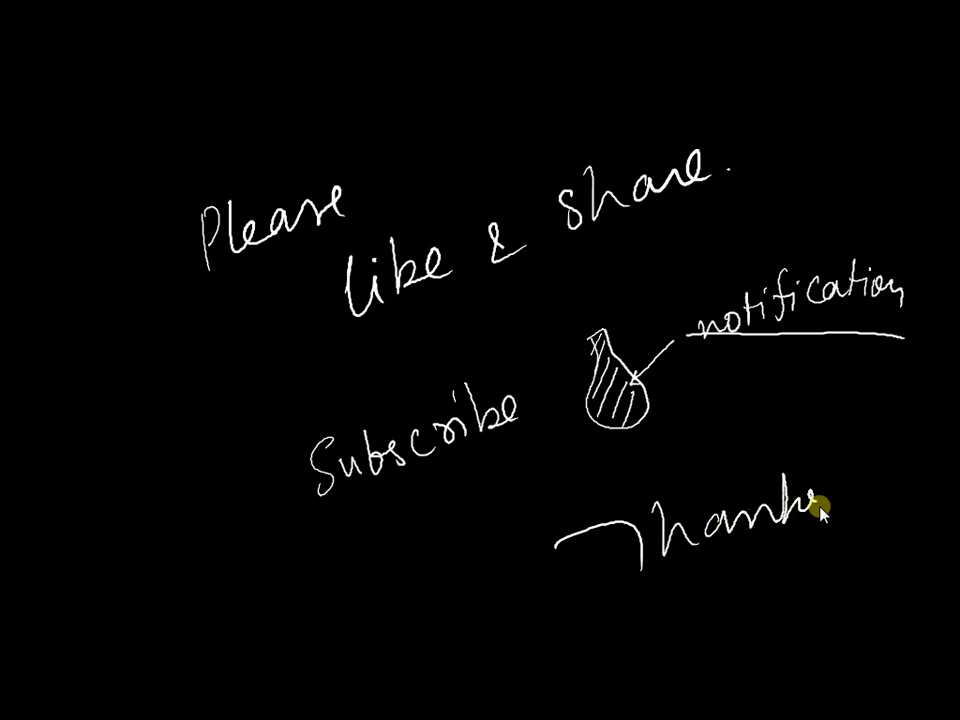 Please
like & share.
notification
Subscribe
Thanks